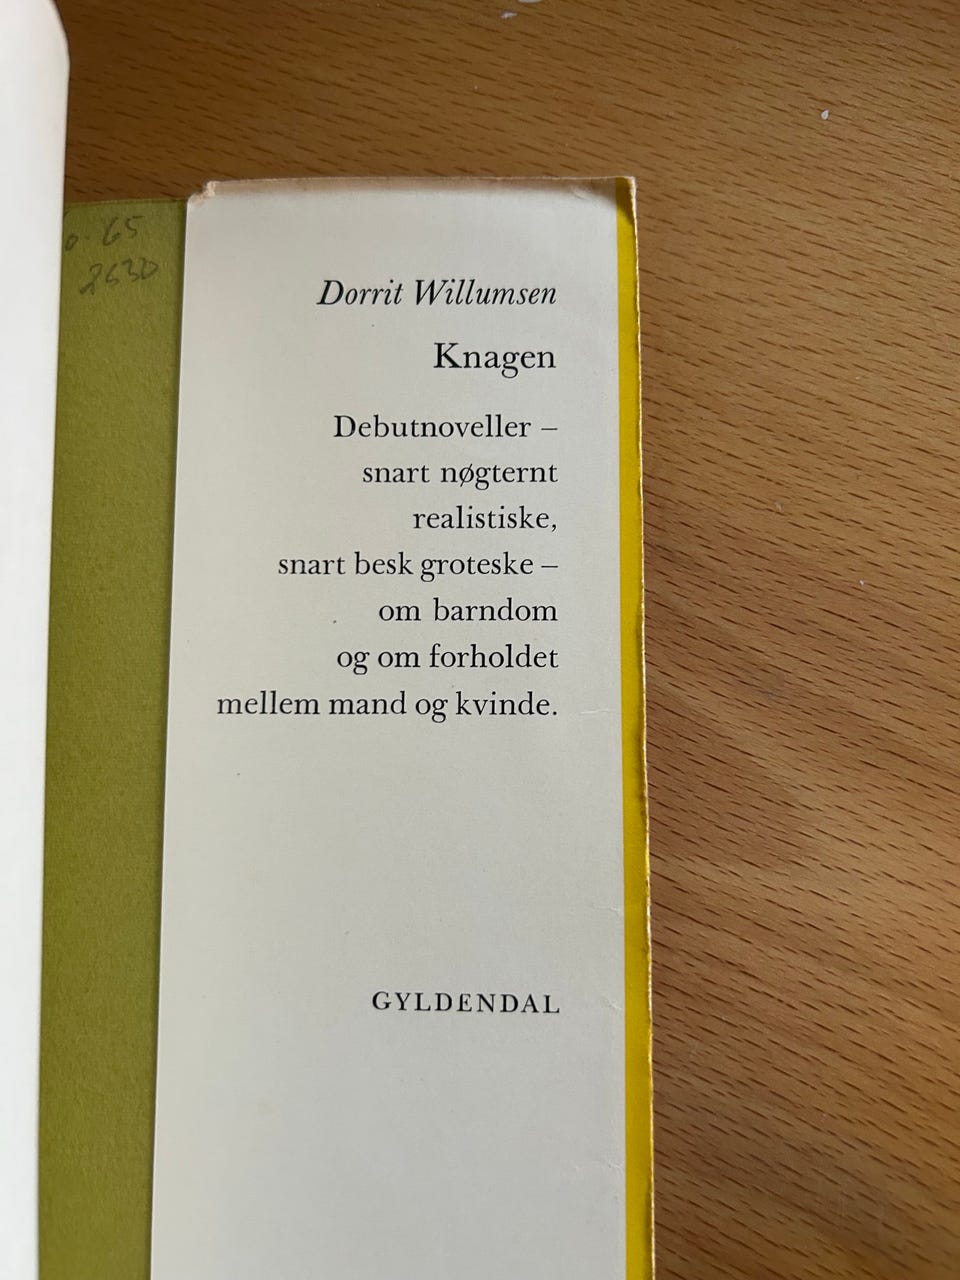 65
Dorrit Willumsen
Knagen
Debutnoveller –
snart nøgternt
realistiske,
snart besk groteske –
om barndom
og om forholdet
mellem mand og kvinde.
GYLDENDAL